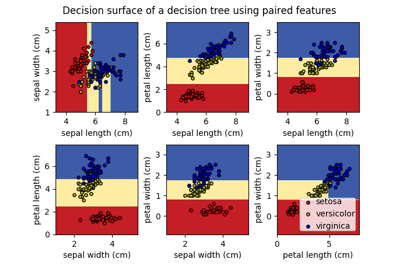 Decision surface of a decision tree using paired features
5
4
3
2
1
sepal width (cm)
4
6
8
sepal length (cm)
6
4
2
0
petal length (cm)
4
6
8
sepal length (cm)
3
2
1
0
petal width (cm)
4
6
8
sepal length (cm)
6
4
2
0
petal length (cm)
2
4
sepal width (cm)
3
2
1
0
petal width (cm)
2
4
sepal width (cm)
3
2
1
0
petal width (cm)
0
5
petal length (cm)
setosa
versicolor
virginica